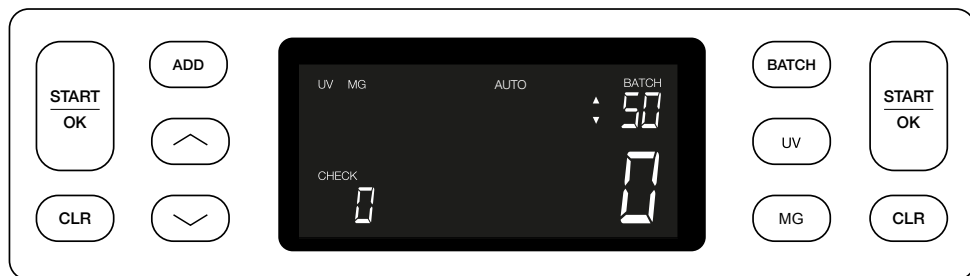 START
OK
CLR
ADD
UV MG
AUTO
BATCH
50
CHECK
0
0
BATCH
UV
MG
START
OK
CLR